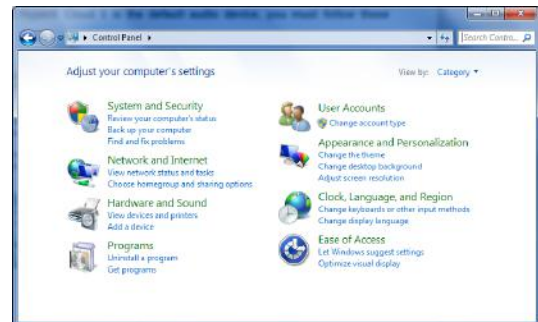 Control Panel
Search Contro...
Adjust your computer's settings
View by: Category
System and Security
Review your computer's status
Back up your computer
Find and fix problems
Network and Internet
View network status and tasks
Choose homegroup and sharing options
Hardware and Sound
View devices and printers
Add a device
Programs
Uninstall a program
Get programs
User Accounts
Change account type
Appearance and Personalization
Change the theme
Change desktop background
Adjust screen resolution
Clock, Language, and Region
Change keyboards or other input methods
Change display language
Ease of Access
Let Windows suggest settings
Optimize visual display